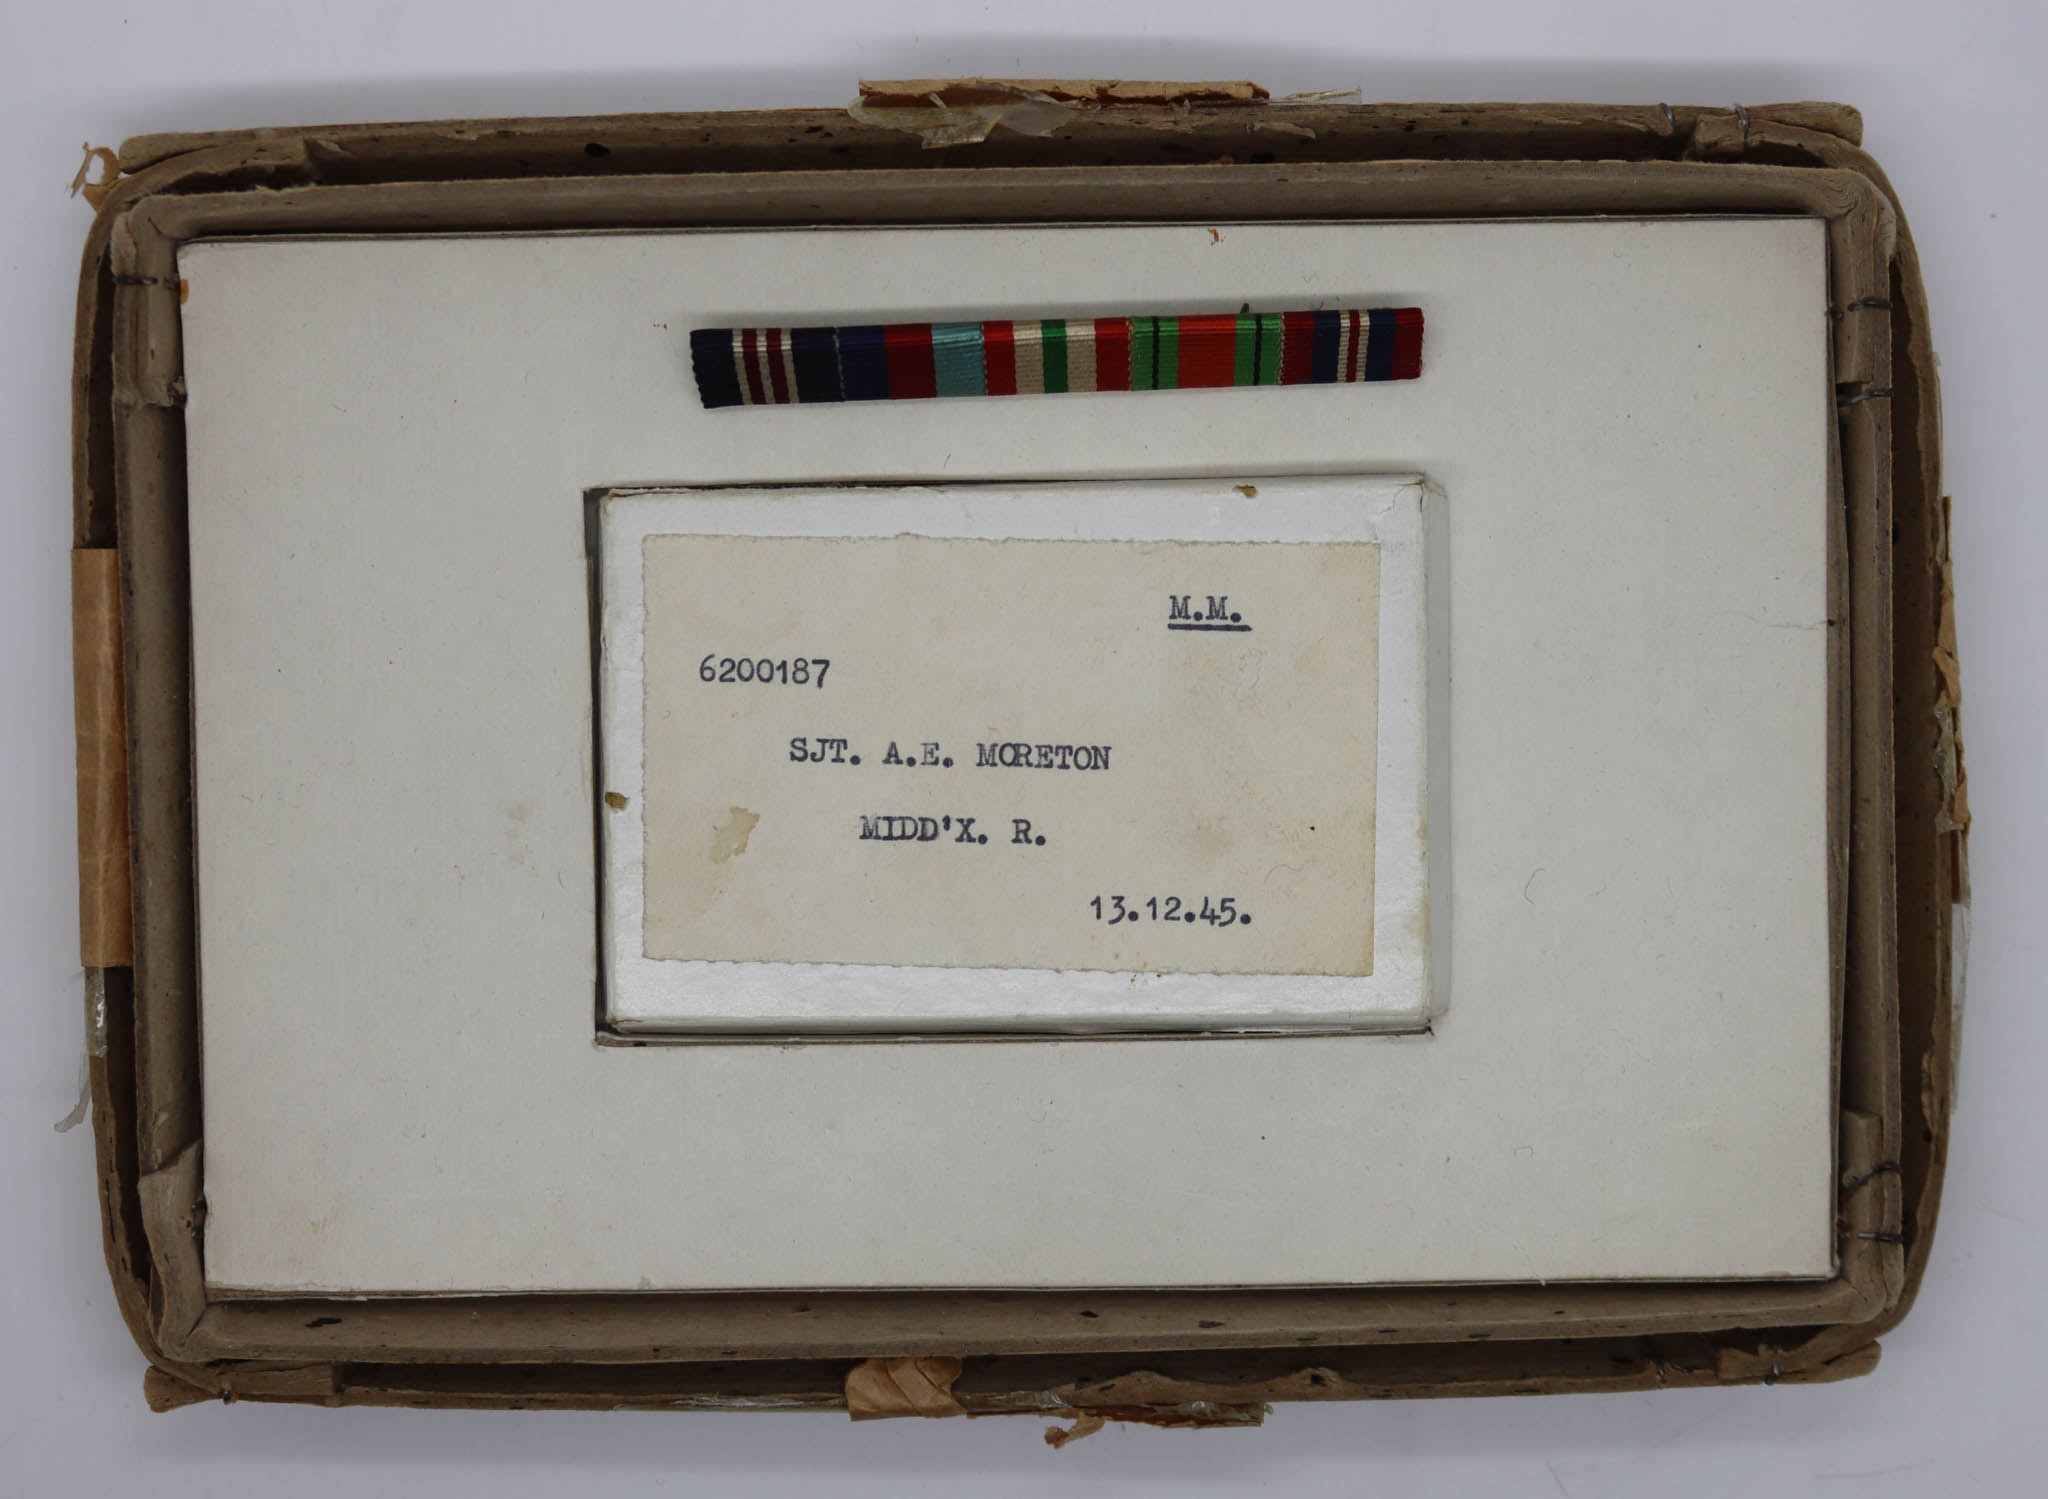 M.M.
6200187
SJT. A.E. MORETON
MIDD'X. R.
13.12.45.